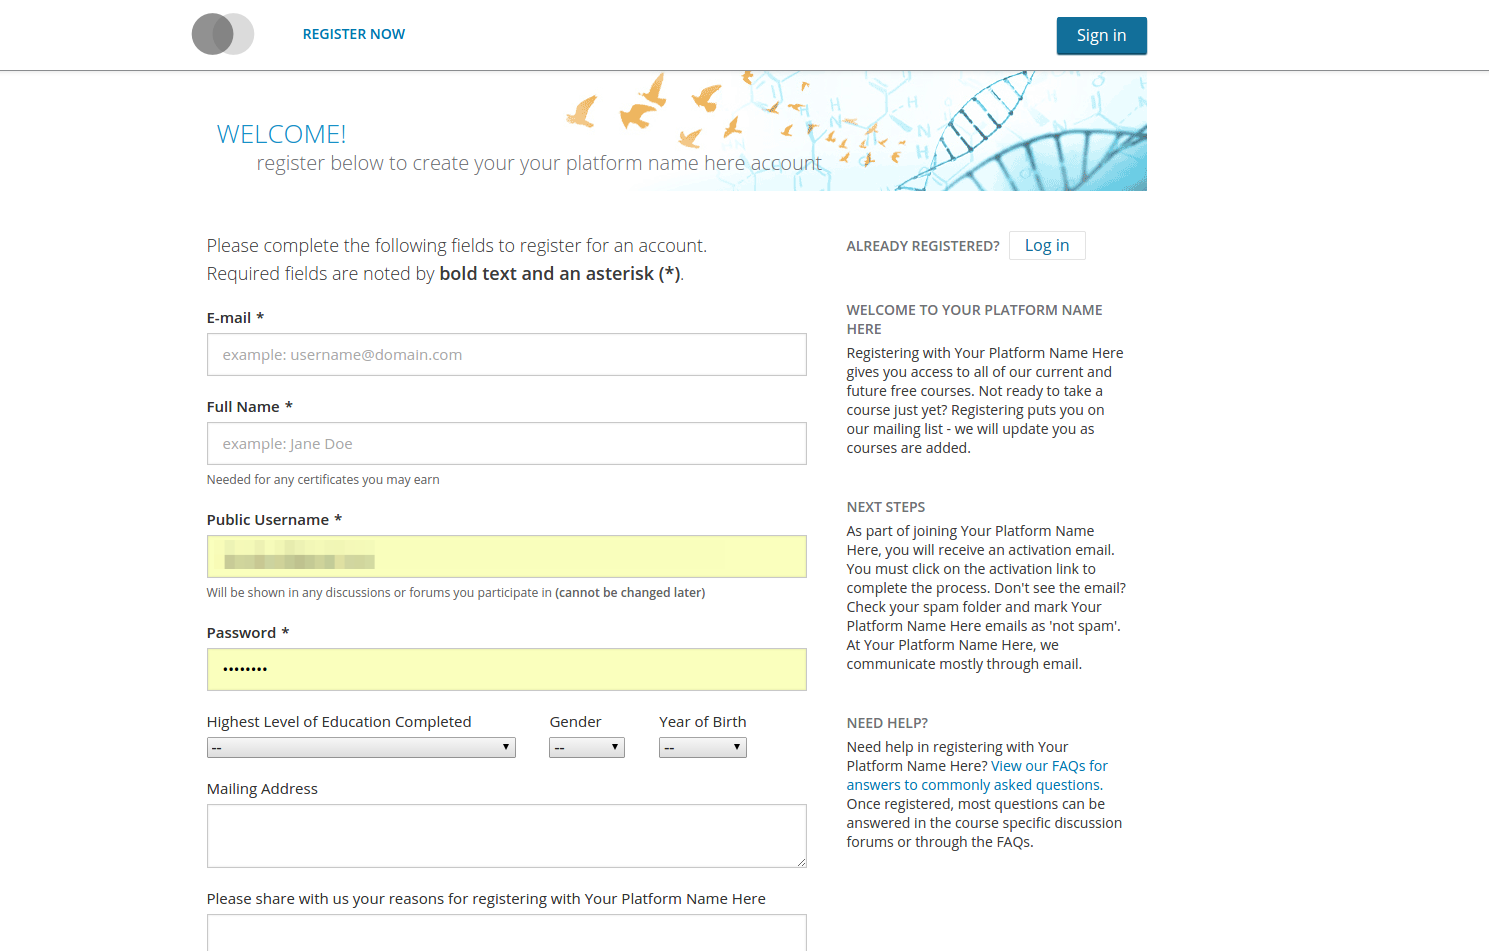 REGISTER NOW
Sign in
WELCOME!
register below to create your your platform name here account
Please complete the following fields to register for an account.
Required fields are noted by bold text and an asterisk (*).
E-mail *
example: username@domain.com
Full Name *
example: Jane Doe
Needed for any certificates you may earn
Public Username *
Will be shown in any discussions or forums you participate in (cannot be changed later)
Password *
••••••••
Highest Level of Education Completed
--
Gender
--
Year of Birth
--
Mailing Address
Please share with us your reasons for registering with Your Platform Name Here
ALREADY REGISTERED?
Log in
WELCOME TO YOUR PLATFORM NAME
HERE
Registering with Your Platform Name Here
gives you access to all of our current and
future free courses. Not ready to take a
course just yet? Registering puts you on
our mailing list - we will update you as
courses are added.
NEXT STEPS
As part of joining Your Platform Name
Here, you will receive an activation email.
You must click on the activation link to
complete the process. Don't see the email?
Check your spam folder and mark Your
Platform Name Here emails as 'not spam'.
At Your Platform Name Here, we
communicate mostly through email.
NEED HELP?
Need help in registering with Your
Platform Name Here? View our FAQs for
answers to commonly asked questions.
Once registered, most questions can be
answered in the course specific discussion
forums or through the FAQs.